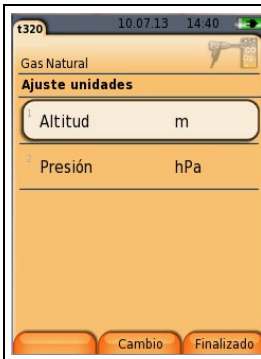 t320 10.07.13 14:40
Gas Natural
Ajuste unidades
1 Altitud m
2 Presión hPa
Cambio Finalizado